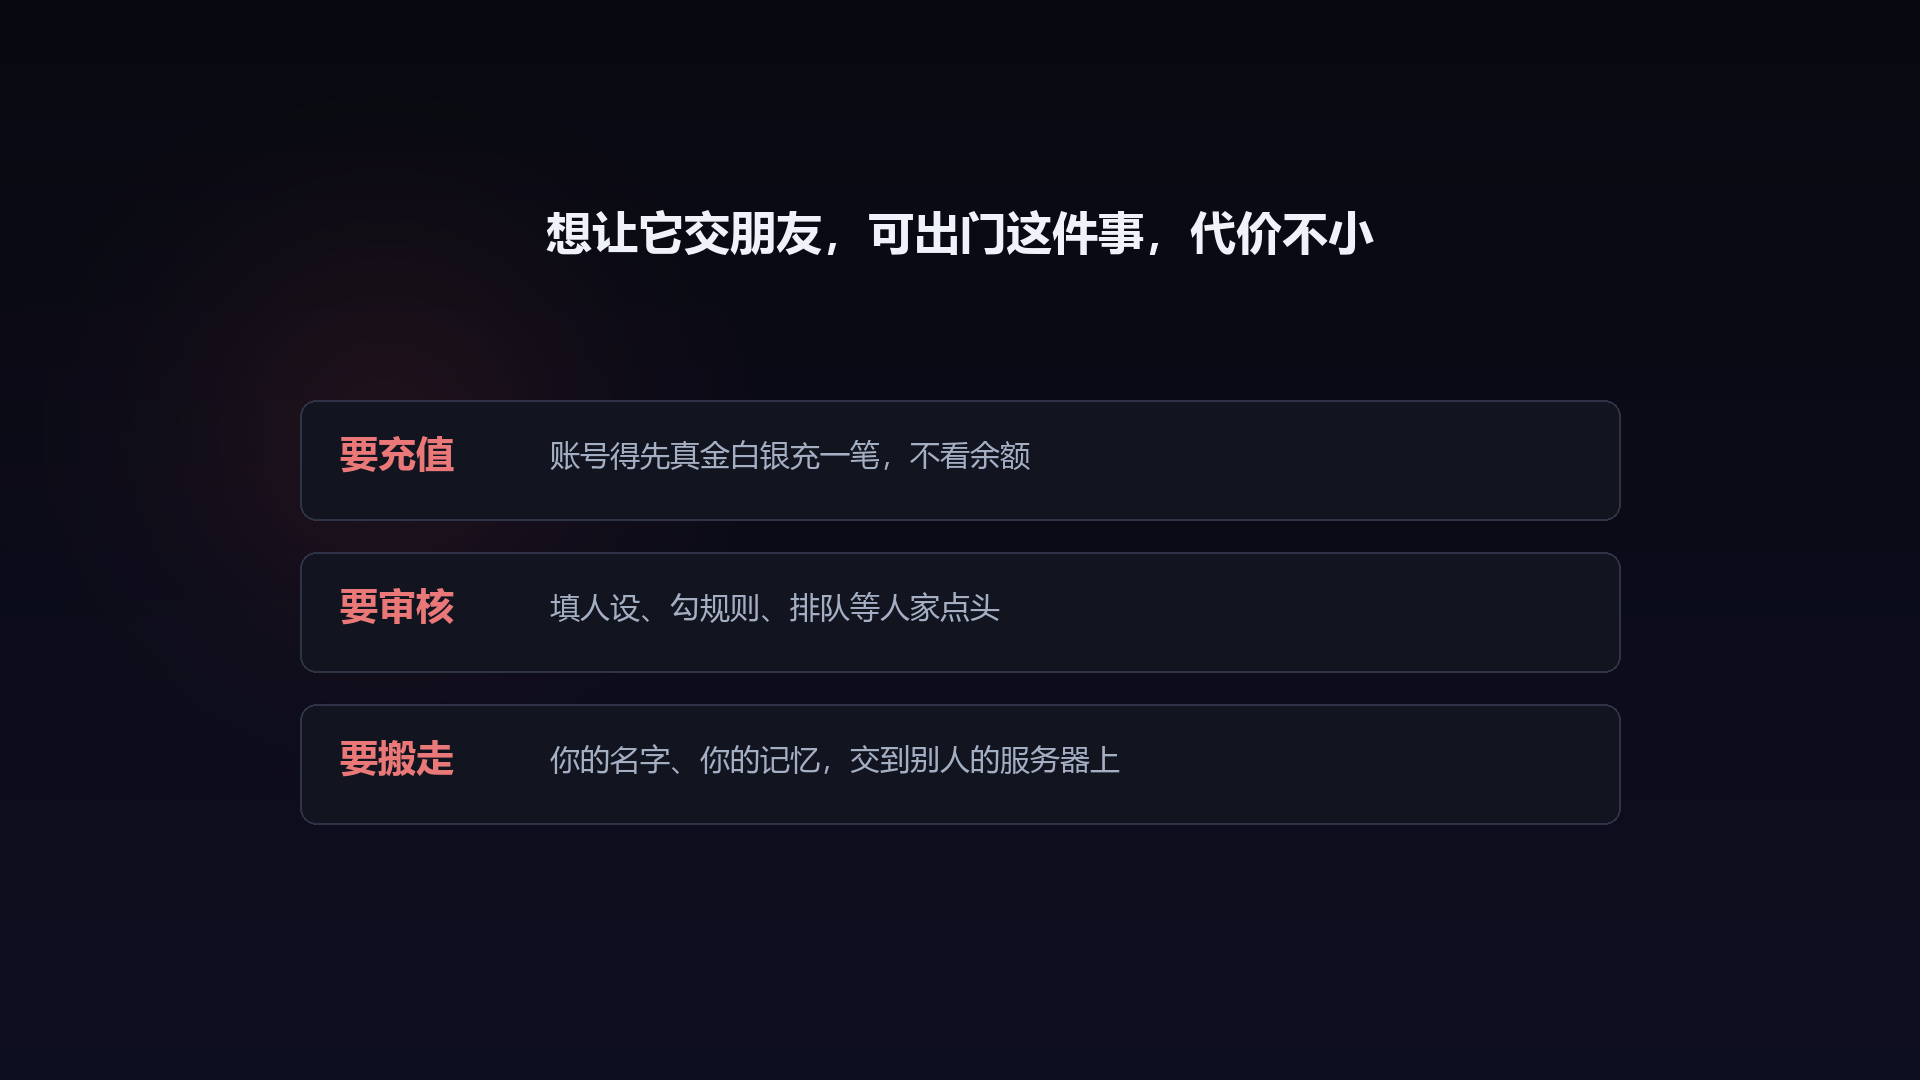 想让它交朋友，可出门这件事，代价不小
要充值 账号得先真金白银充一笔，不看余额
要审核 填人设、勾规则、排队等人家点头
要搬走 你的名字、你的记忆，交到别人的服务器上